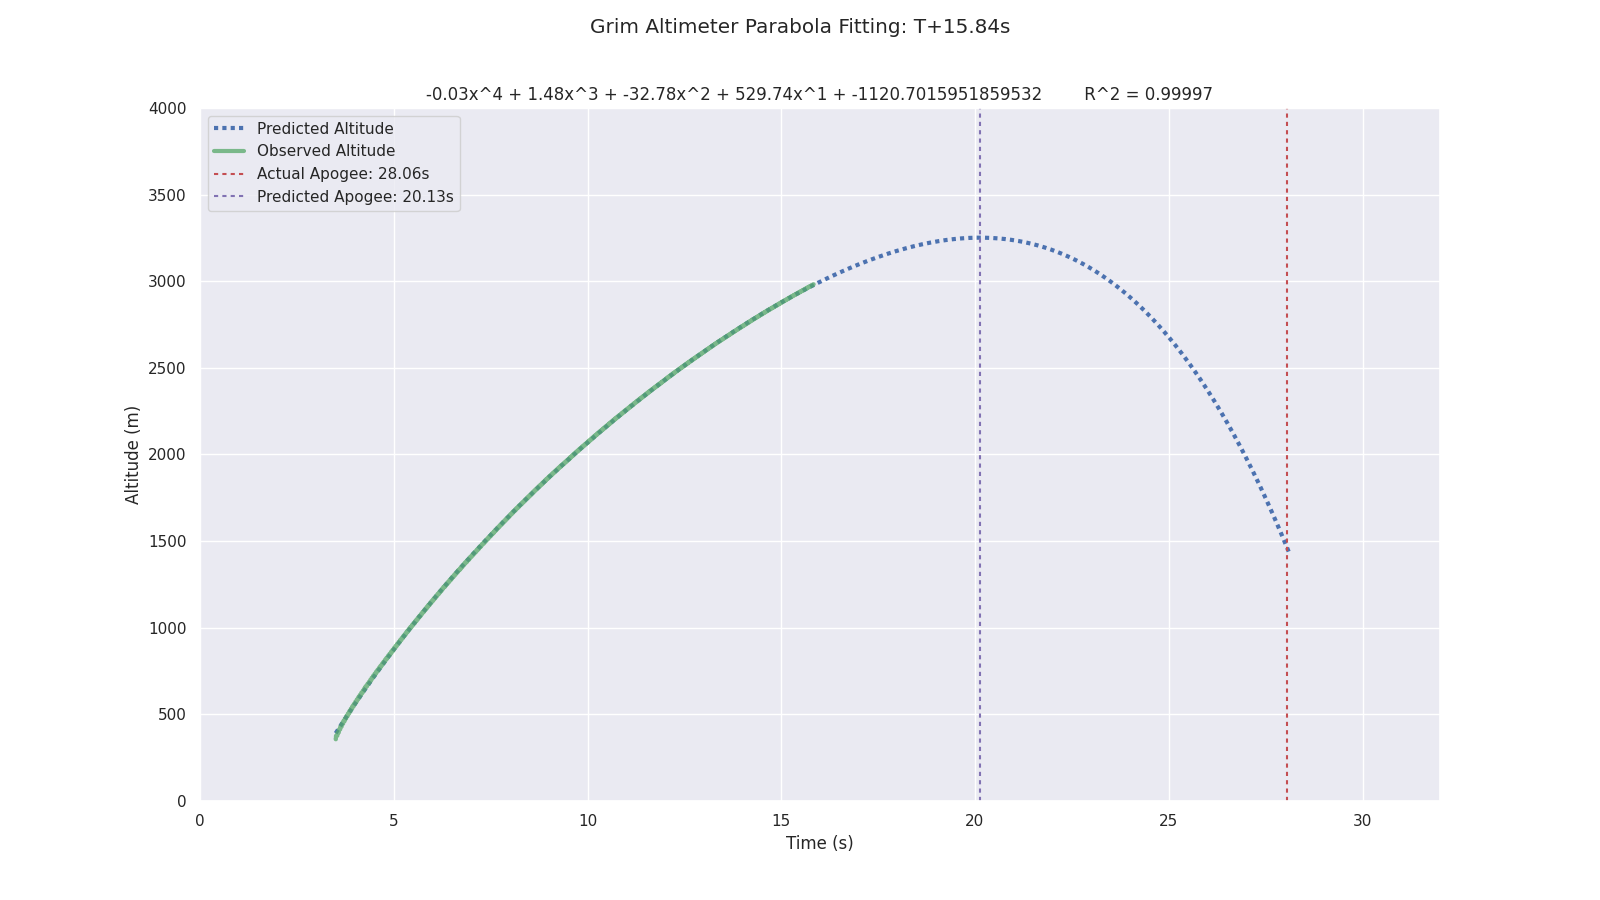 Grim Altimeter Parabola Fitting: T+15.84s
-0.03x^4 + 1.48x^3 + -32.78x^2 + 529.74x^1 + -1120.7015951859532 R^2 = 0.99997
Predicted Altitude
Observed Altitude
Actual Apogee: 28.06s
Predicted Apogee: 20.13s
4000
3500
3000
2500
2000
1500
1000
500
0
Altitude (m)
0 5 10 15 20 25 30
Time (s)